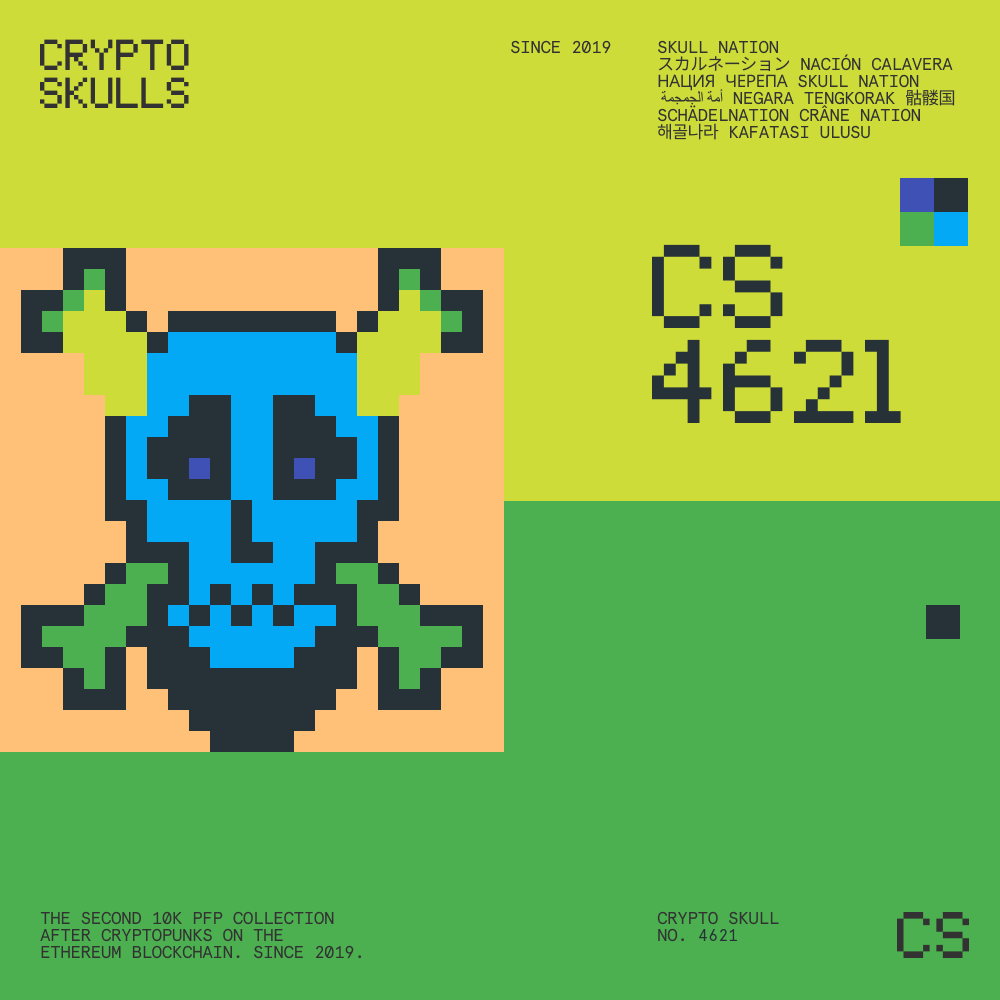 CRYPTO
SKULLS
SINCE 2019
SKULL NATION
スカルネーション NACIÓN CALAVERA
НАЦИЯ ЧЕРЕПА SKULL NATION
أمة الجمجمة NEGARA TENGKORAK 骷髅国
SCHÄDELNATION CRÂNE NATION
해골나라 KAFATASI ULUSU
CS
4621
THE SECOND 10K PFP COLLECTION
AFTER CRYPTOPUNKS ON THE
ETHEREUM BLOCKCHAIN. SINCE 2019.
CRYPTO SKULL
NO. 4621
CS